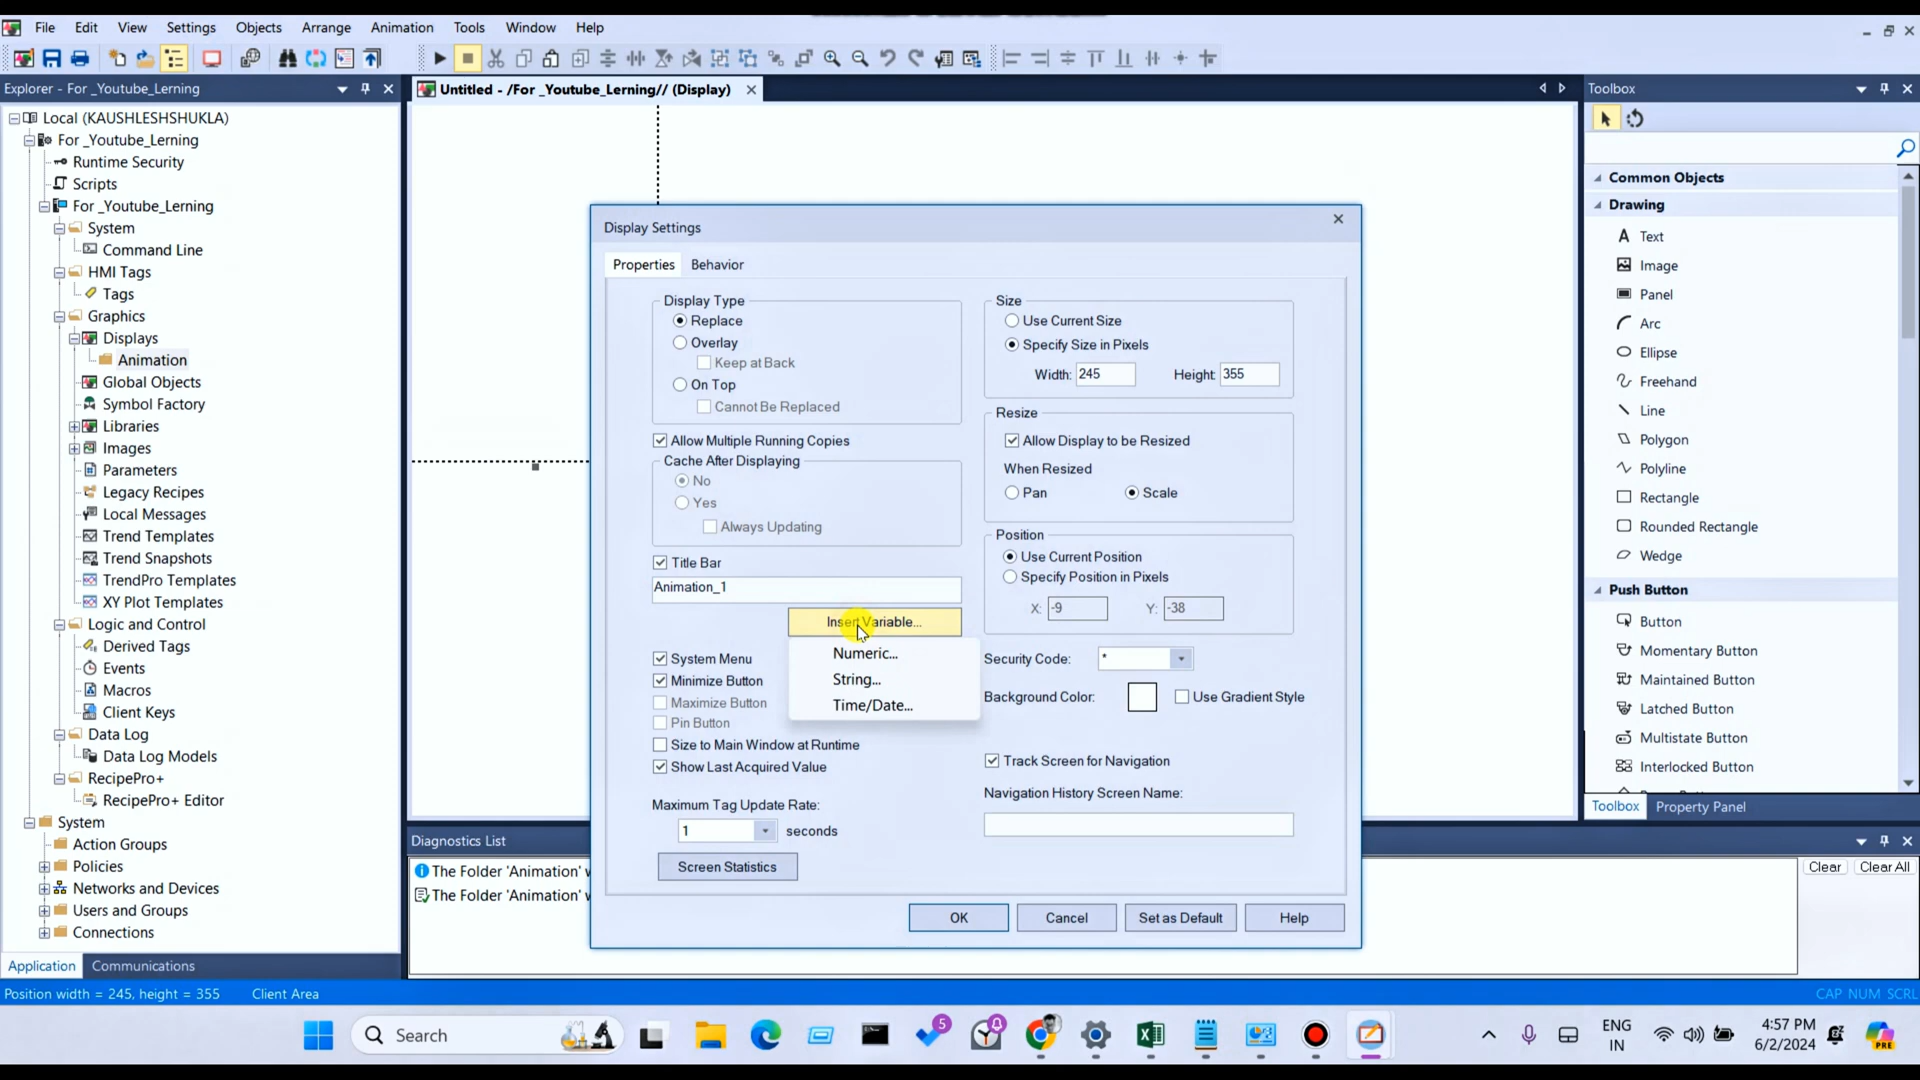 File Edit View Settings Objects Arrange Animation Tools Window Help
Explorer - For _Youtube_Lerning
Local (KAUSHLESHSHUKLA)
For _Youtube_Lerning
Runtime Security
Scripts
For _Youtube_Lerning
System
Command Line
HMI Tags
Tags
Graphics
Displays
Animation
Global Objects
Symbol Factory
Libraries
Images
Parameters
Legacy Recipes
Local Messages
Trend Templates
Trend Snapshots
TrendPro Templates
XY Plot Templates
Logic and Control
Derived Tags
Events
Macros
Client Keys
Data Log
Data Log Models
RecipePro+
RecipePro+ Editor
System
Action Groups
Policies
Networks and Devices
Users and Groups
Connections
Application Communications
Untitled - /For _Youtube_Lerning// (Display)
Display Settings
Properties Behavior
Display Type
Replace
Overlay
Keep at Back
On Top
Cannot Be Replaced
Allow Multiple Running Copies
Cache After Displaying
No
Yes
Always Updating
Title Bar
Animation_1
Insert Variable...
Numeric...
String...
Time/Date...
System Menu
Minimize Button
Maximize Button
Pin Button
Size to Main Window at Runtime
Show Last Acquired Value
Maximum Tag Update Rate:
1 seconds
Screen Statistics
Size
Use Current Size
Specify Size in Pixels
Width: 245 Height: 355
Resize
Allow Display to be Resized
When Resized
Pan Scale
Position
Use Current Position
Specify Position in Pixels
X: -9 Y: -38
Security Code: *
Background Color: Use Gradient Style
Track Screen for Navigation
Navigation History Screen Name:
OK Cancel Set as Default Help
Diagnostics List
The Folder 'Animation' w
The Folder 'Animation' w
Clear Clear All
Toolbox
Common Objects
Drawing
Text
Image
Panel
Arc
Ellipse
Freehand
Line
Polygon
Polyline
Rectangle
Rounded Rectangle
Wedge
Push Button
Button
Momentary Button
Maintained Button
Latched Button
Multistate Button
Interlocked Button
Toolbox Property Panel
Position width = 245, height = 355 Client Area CAP NUM SCRL
Search
5
ENG
IN
4:57 PM
6/2/2024
PRE